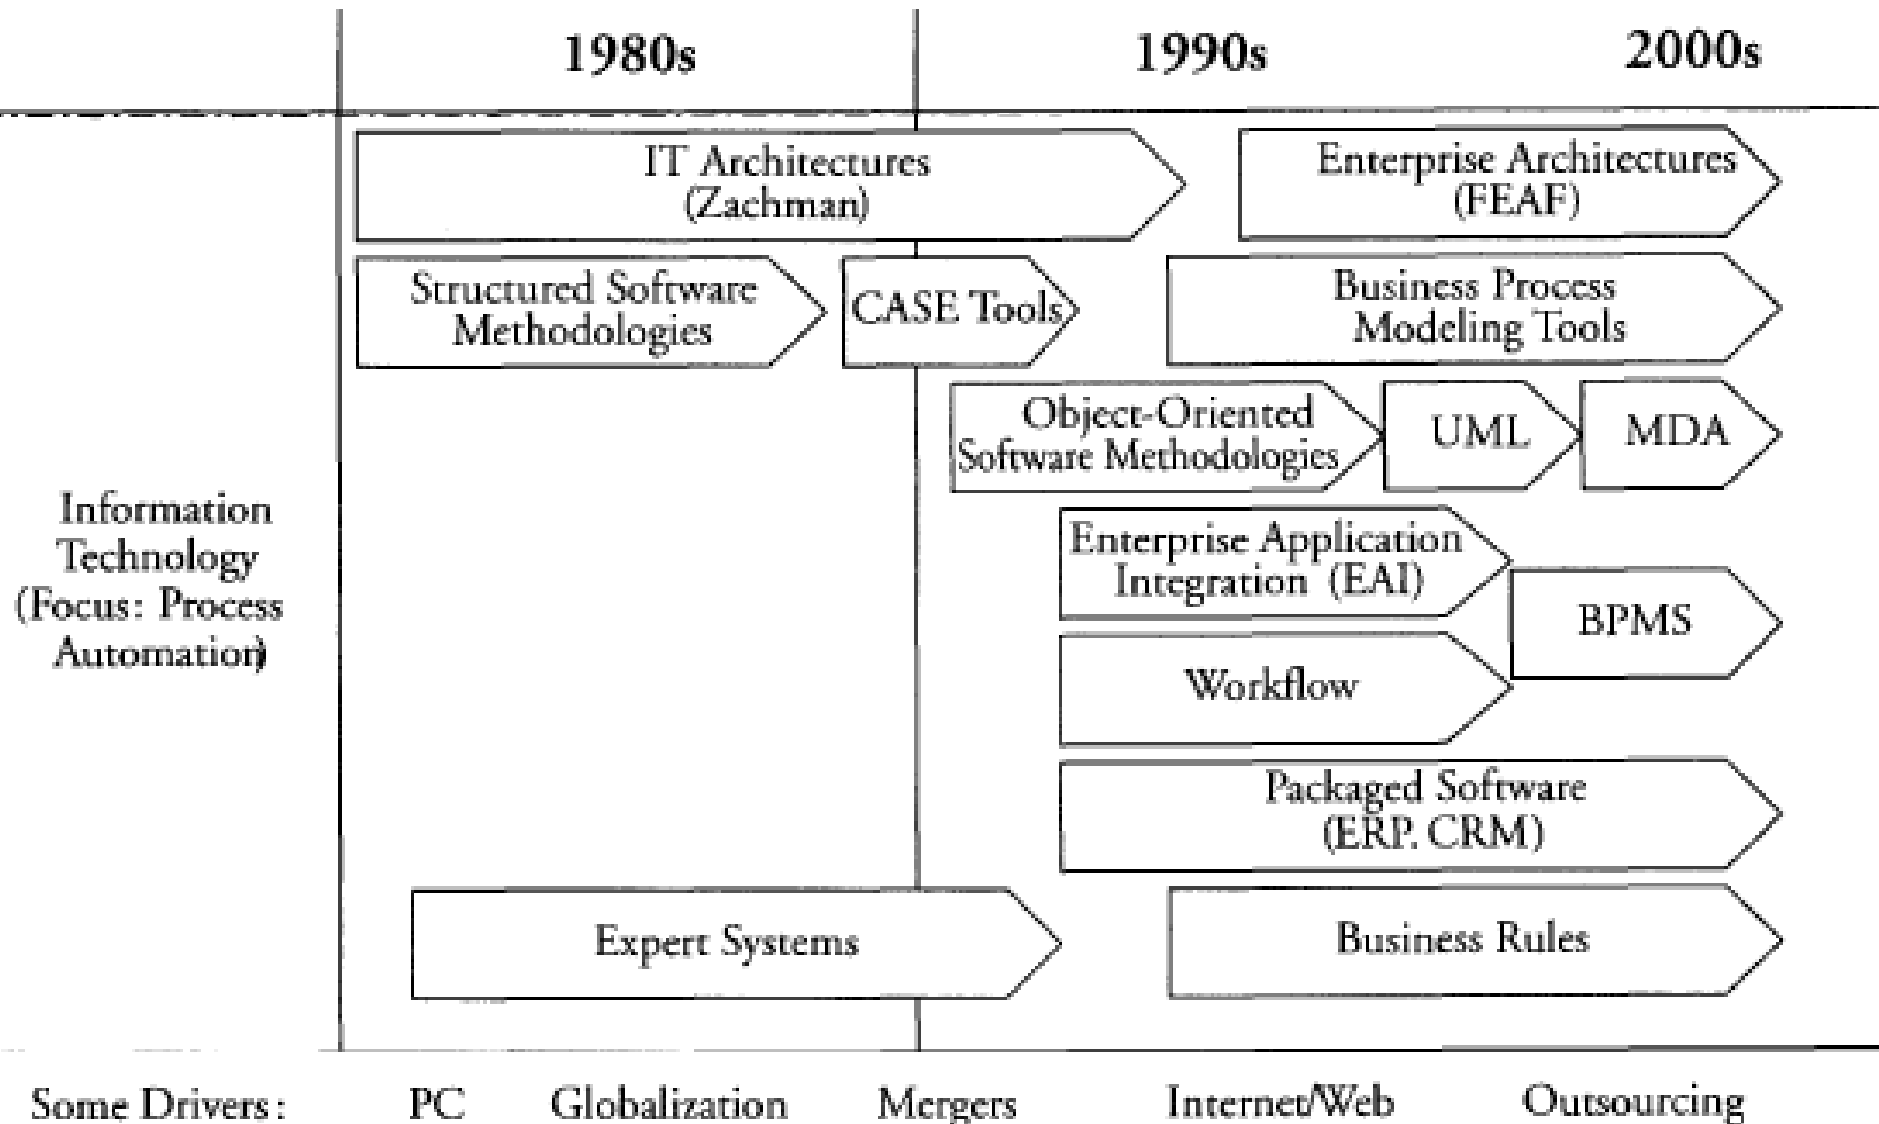 1980s
1990s
2000s
IT Architectures
(Zachman)
Enterprise Architectures
(FEAF)
Structured Software
Methodologies
CASE Tools
Business Process
Modeling Tools
Object-Oriented
Software Methodologies
UML
MDA
Information
Technology
(Focus: Process
Automation)
Enterprise Application
Integration (EAI)
BPMS
Workflow
Packaged Software
(ERP. CRM)
Expert Systems
Business Rules
Some Drivers:
PC
Globalization
Mergers
Internet/Web
Outsourcing